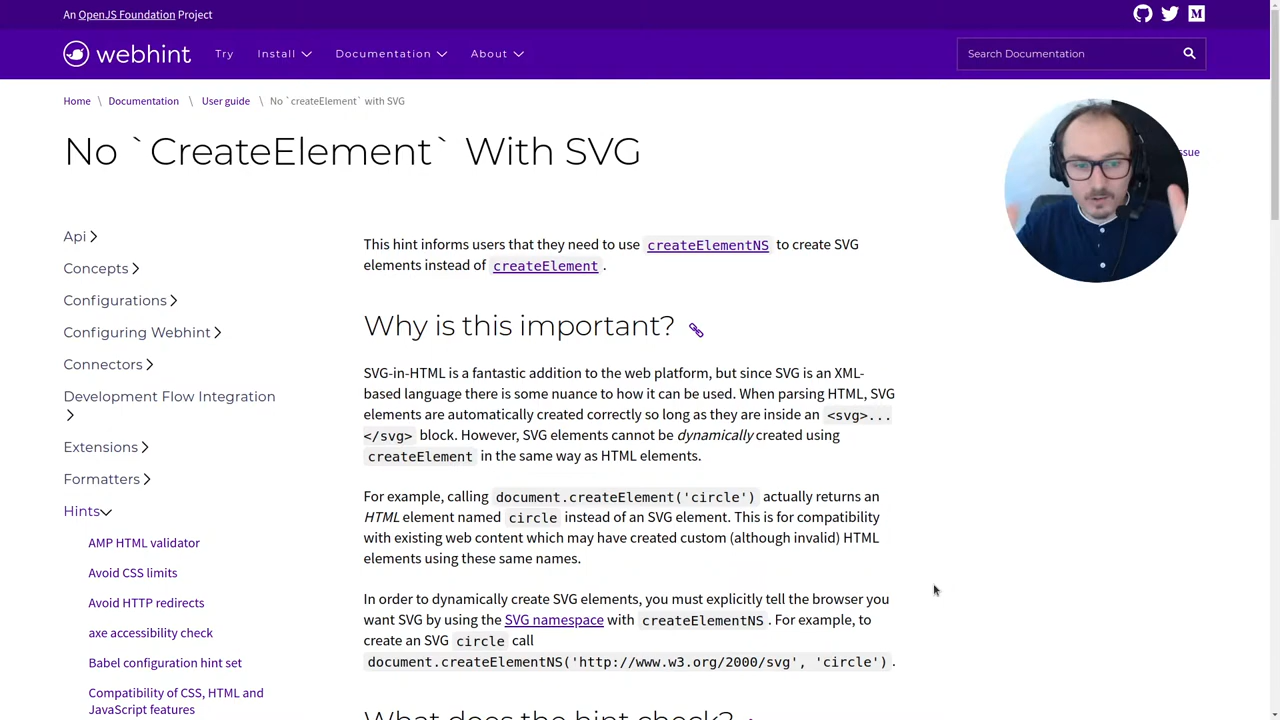 An OpenJS Foundation Project
webhint
Try
Install
Documentation
About
Search Documentation
Home \ Documentation \ User guide \ No `createElement` with SVG
No `CreateElement` With SVG
ssue
Api
Concepts
Configurations
Configuring Webhint
Connectors
Development Flow Integration
Extensions
Formatters
Hints
AMP HTML validator
Avoid CSS limits
Avoid HTTP redirects
axe accessibility check
Babel configuration hint set
Compatibility of CSS, HTML and
JavaScript features
This hint informs users that they need to use createElementNS to create SVG
elements instead of createElement .
Why is this important?
SVG-in-HTML is a fantastic addition to the web platform, but since SVG is an XML-
based language there is some nuance to how it can be used. When parsing HTML, SVG
elements are automatically created correctly so long as they are inside an <svg>...
</svg> block. However, SVG elements cannot be dynamically created using
createElement in the same way as HTML elements.
For example, calling document.createElement('circle') actually returns an
HTML element named circle instead of an SVG element. This is for compatibility
with existing web content which may have created custom (although invalid) HTML
elements using these same names.
In order to dynamically create SVG elements, you must explicitly tell the browser you
want SVG by using the SVG namespace with createElementNS . For example, to
create an SVG circle call
document.createElementNS('http://www.w3.org/2000/svg', 'circle') .
What does the hint check?